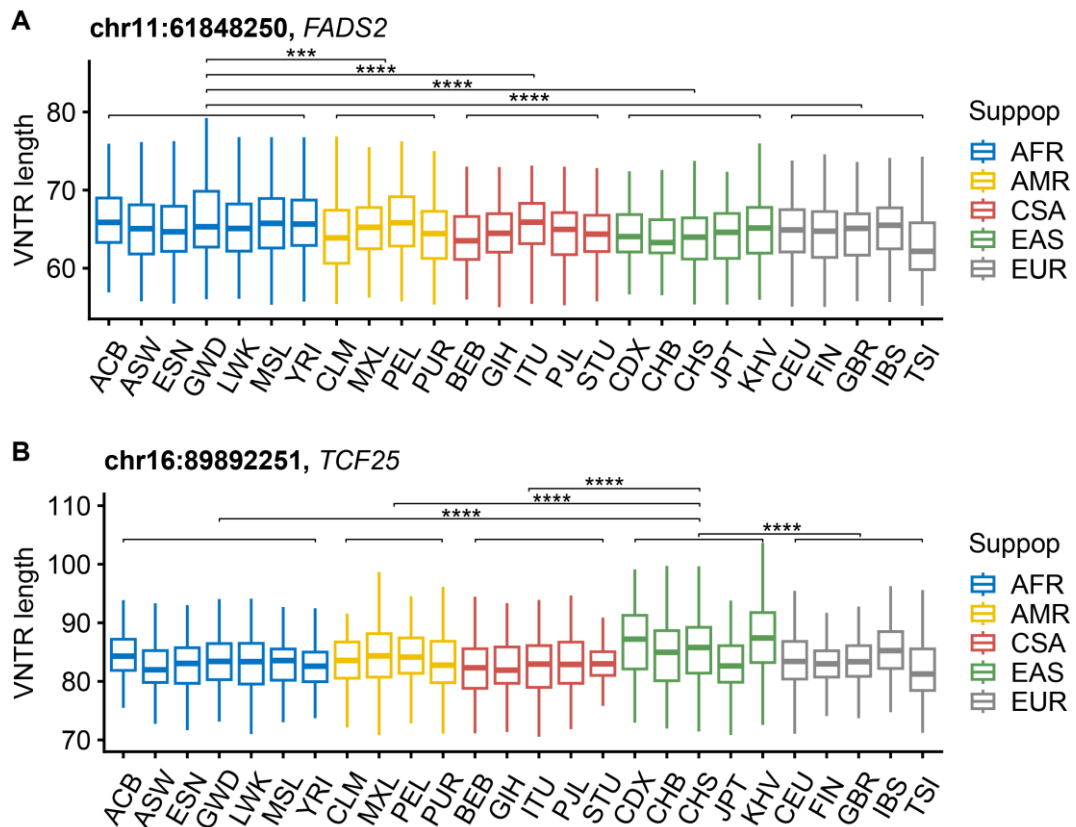 A
chr11:61848250, FADS2
***
****
****
****
80
70
60
VNTR length
Suppop
AFR
AMR
CSA
EAS
EUR
ACB ASW ESN GWD LWK MSL YRI CLM MXL PEL PUR BEB GIH ITU PJL STU CDX CHB CHS JPT KHV CEU FIN GBR IBS TSI
B
chr16:89892251, TCF25
****
****
****
****
110
100
90
80
70
VNTR length
Suppop
AFR
AMR
CSA
EAS
EUR
ACB ASW ESN GWD LWK MSL YRI CLM MXL PEL PUR BEB GIH ITU PJL STU CDX CHB CHS JPT KHV CEU FIN GBR IBS TSI